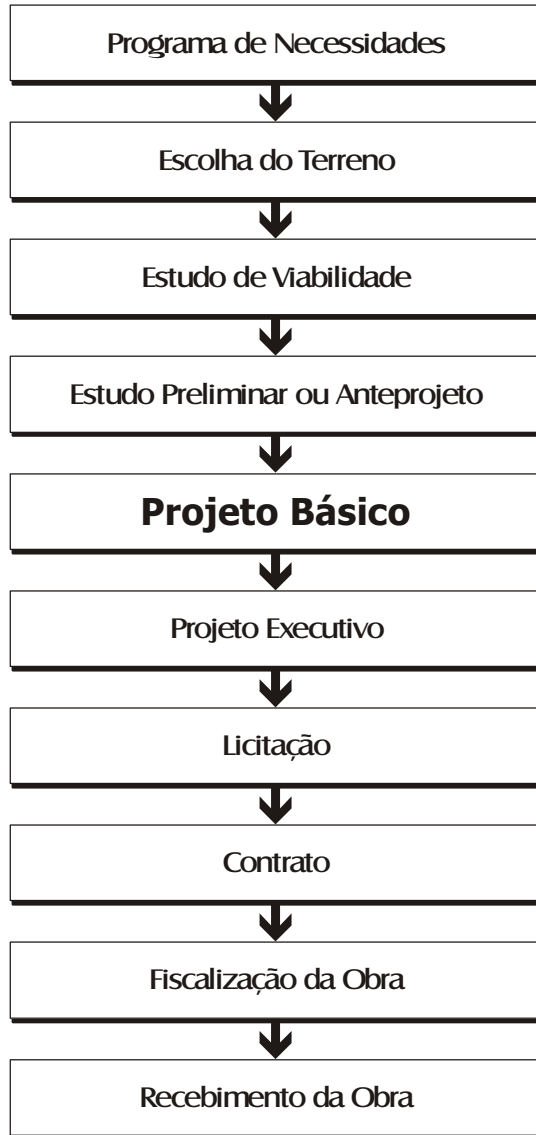 Programa de Necessidades
Escolha do Terreno
Estudo de Viabilidade
Estudo Preliminar ou Anteprojeto
Projeto Básico
Projeto Executivo
Licitação
Contrato
Fiscalização da Obra
Recebimento da Obra